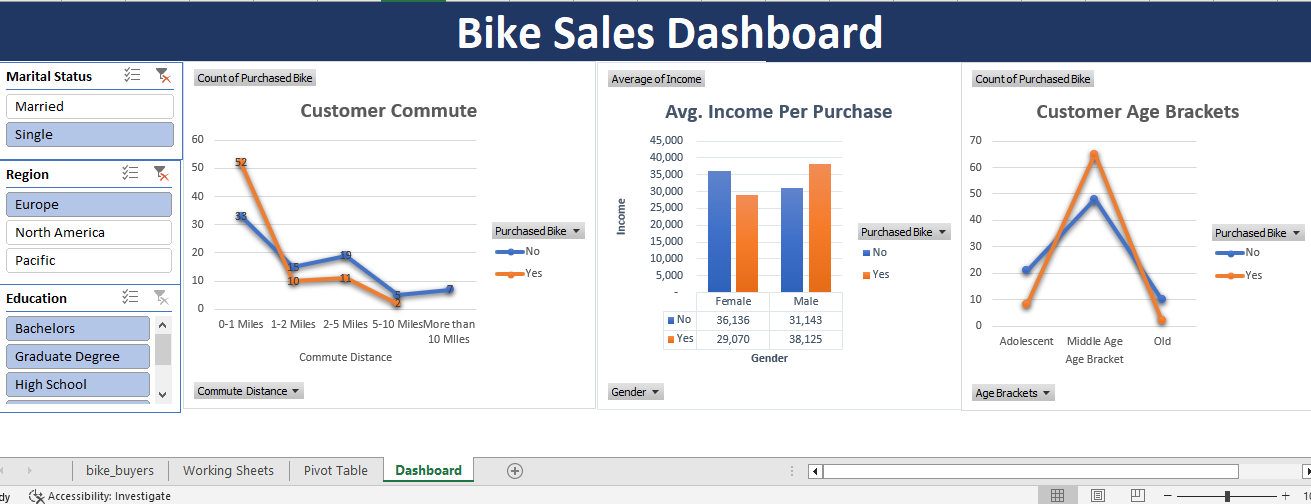 Bike Sales Dashboard
Marital Status
Married
Single
Region
Europe
North America
Pacific
Education
Bachelors
Graduate Degree
High School
Count of Purchased Bike
Customer Commute
60
50
40
30
20
10
0
52
33
15
10
19
11
5
2
7
0-1 Miles
1-2 Miles
2-5 Miles
5-10 Miles
More than
10 MIles
Commute Distance
Purchased Bike
No
Yes
Commute Distance
Average of Income
Avg. Income Per Purchase
45,000
40,000
35,000
30,000
25,000
20,000
15,000
10,000
5,000
-
Income
Female Male
No 36,136 31,143
Yes 29,070 38,125
Gender
Purchased Bike
No
Yes
Gender
Count of Purchased Bike
Customer Age Brackets
70
60
50
40
30
20
10
0
Adolescent Middle Age Old
Age Bracket
Purchased Bike
No
Yes
Age Brackets
bike_buyers Working Sheets Pivot Table Dashboard
Accessibility: Investigate